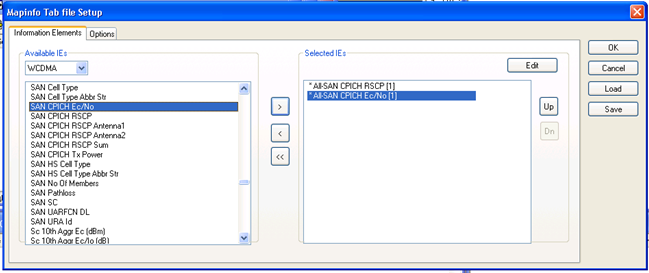 Mapinfo Tab file Setup
Information Elements
Options
Available IEs
WCDMA
SAN Cell Type
SAN Cell Type Abbr Str
SAN CPICH Ec/No
SAN CPICH RSCP
SAN CPICH RSCP Antenna1
SAN CPICH RSCP Antenna2
SAN CPICH RSCP Sum
SAN CPICH Tx Power
SAN HS Cell Type
SAN HS Cell Type Abbr Str
SAN No Of Members
SAN Pathloss
SAN SC
SAN UARFCN DL
SAN URA Id
Sc 10th Aggr Ec (dBm)
Sc 10th Aggr Ec/Io (dB)
>
<
<<
Selected IEs
Edit
* All-SAN CPICH RSCP [1]
* All-SAN CPICH Ec/No [1]
Up
Dn
OK
Cancel
Load
Save